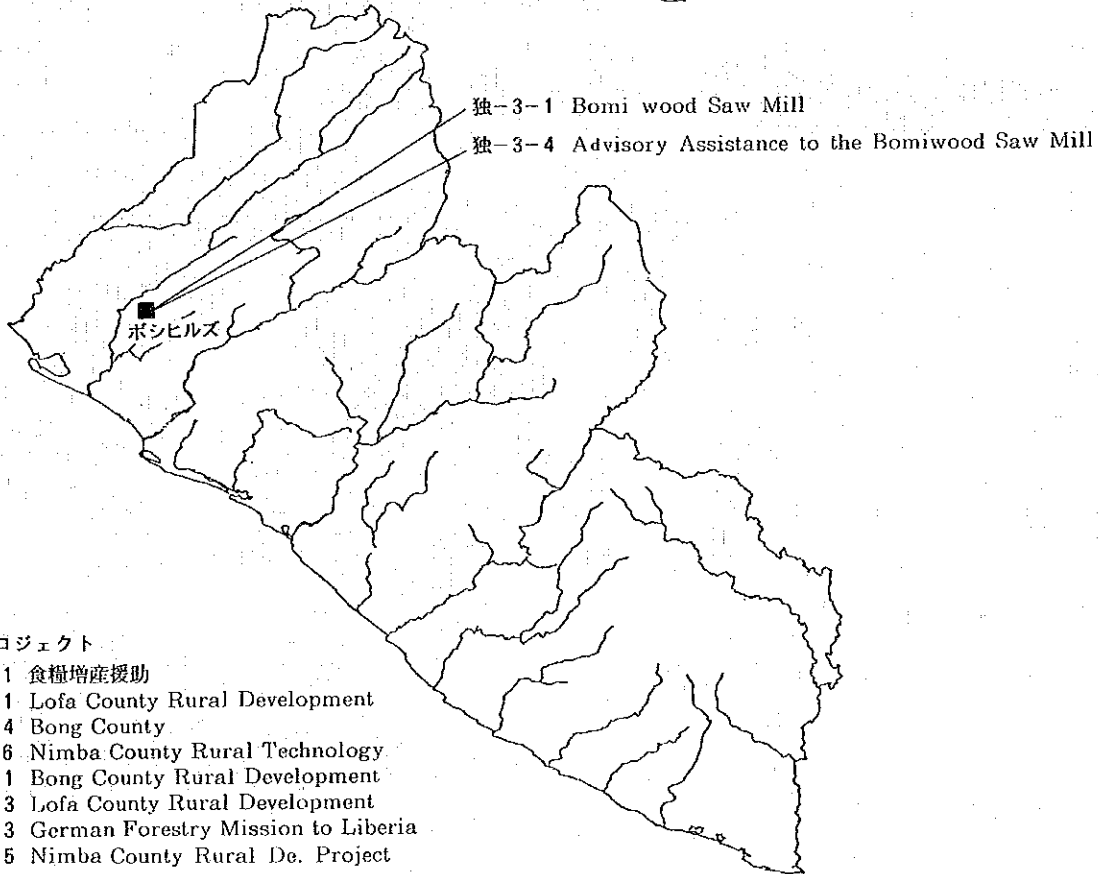 独-3-1 Bomi wood Saw Mill
独-3-4 Advisory Assistance to the Bomiwood Saw Mill
ボシヒルズ
コジェクト
1 食糧増産援助
1 Lofa County Rural Development
4 Bong County
6 Nimba County Rural Technology
1 Bong County Rural Development
3 Lofa County Rural Development
3 German Forestry Mission to Liberia
5 Nimba County Rural De. Project